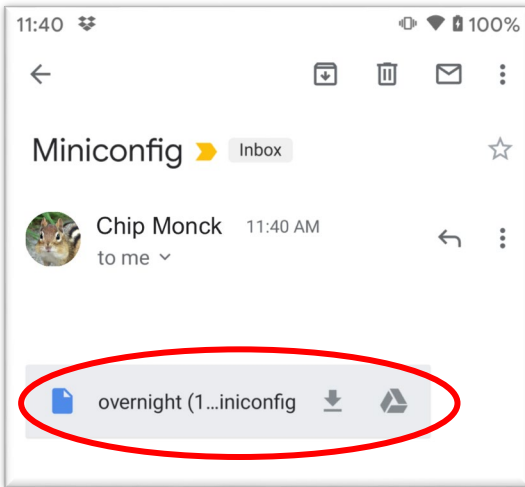 11:40 100%
Miniconfig Inbox
Chip Monck 11:40 AM
to me
overnight (1...iniconfig